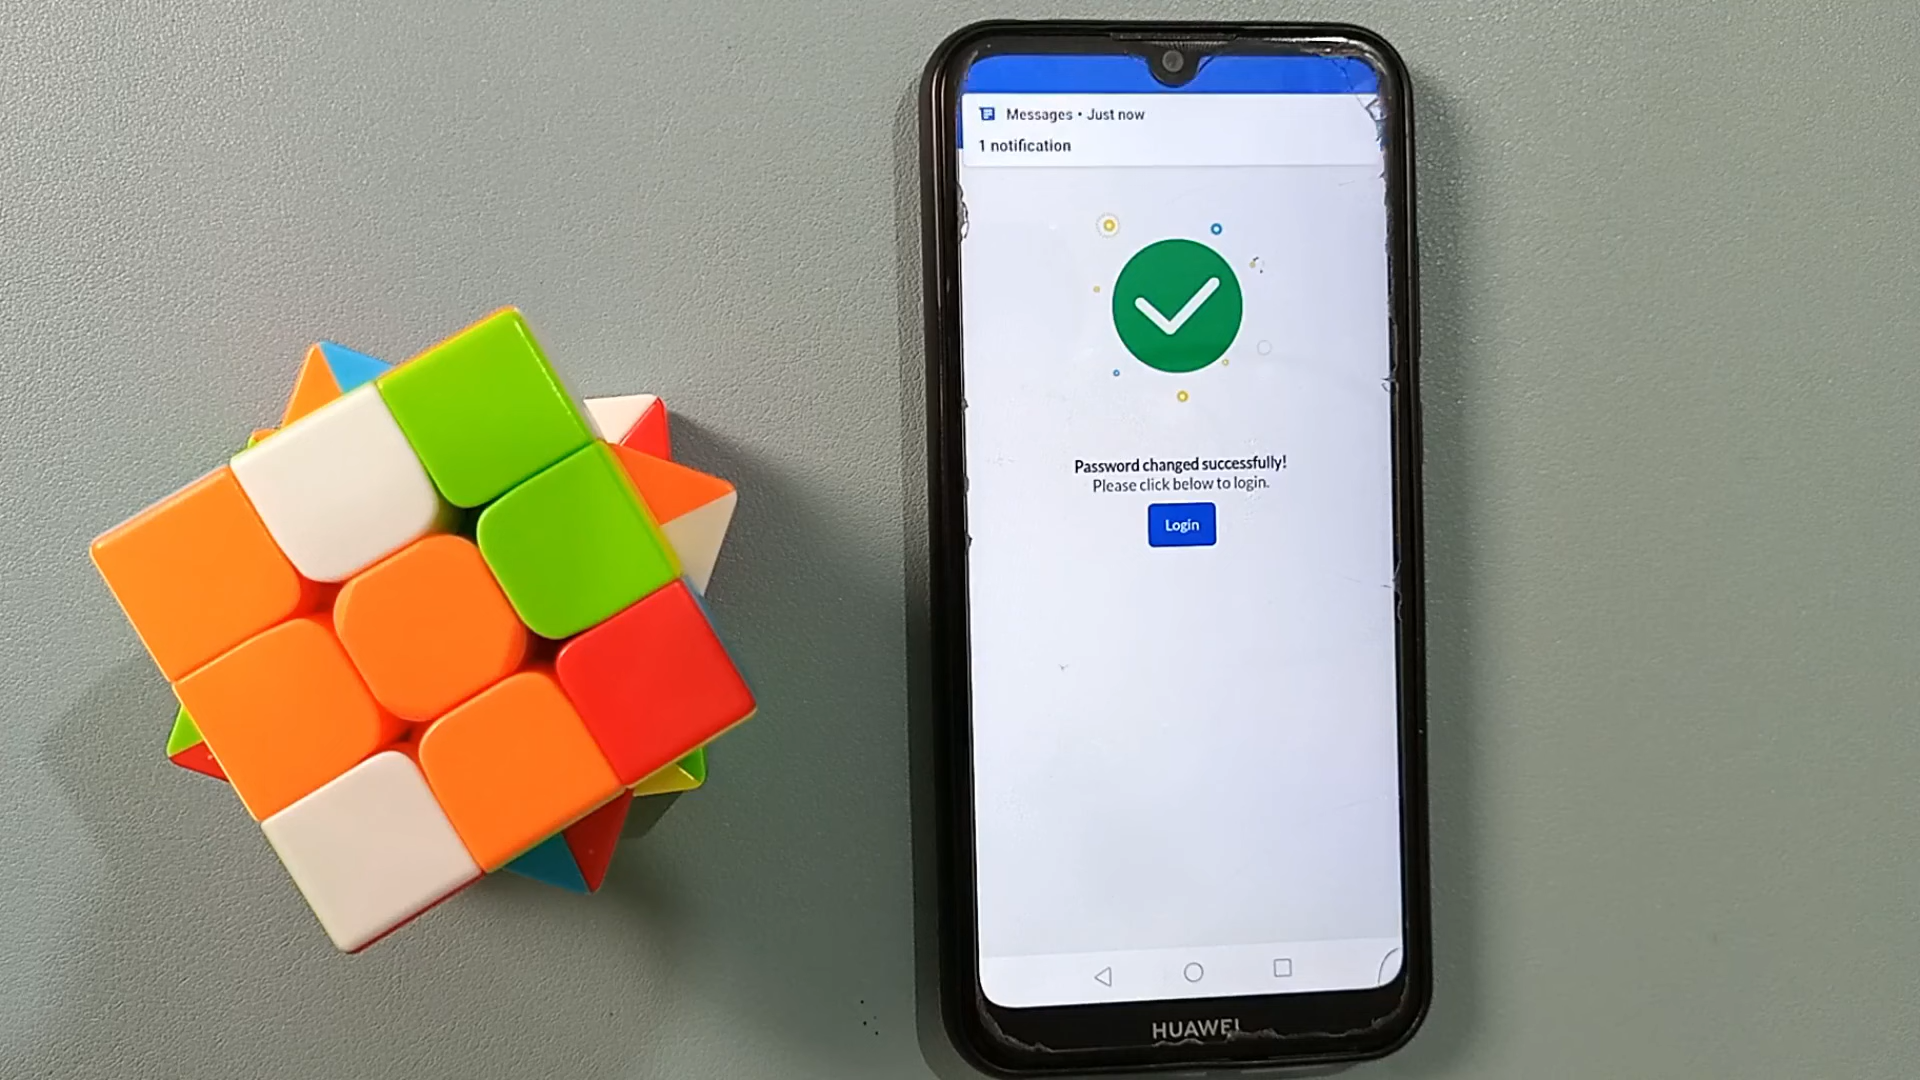 Messages • Just now
1 notification
Password changed successfully!
Please click below to login.
Login
HUAWEI